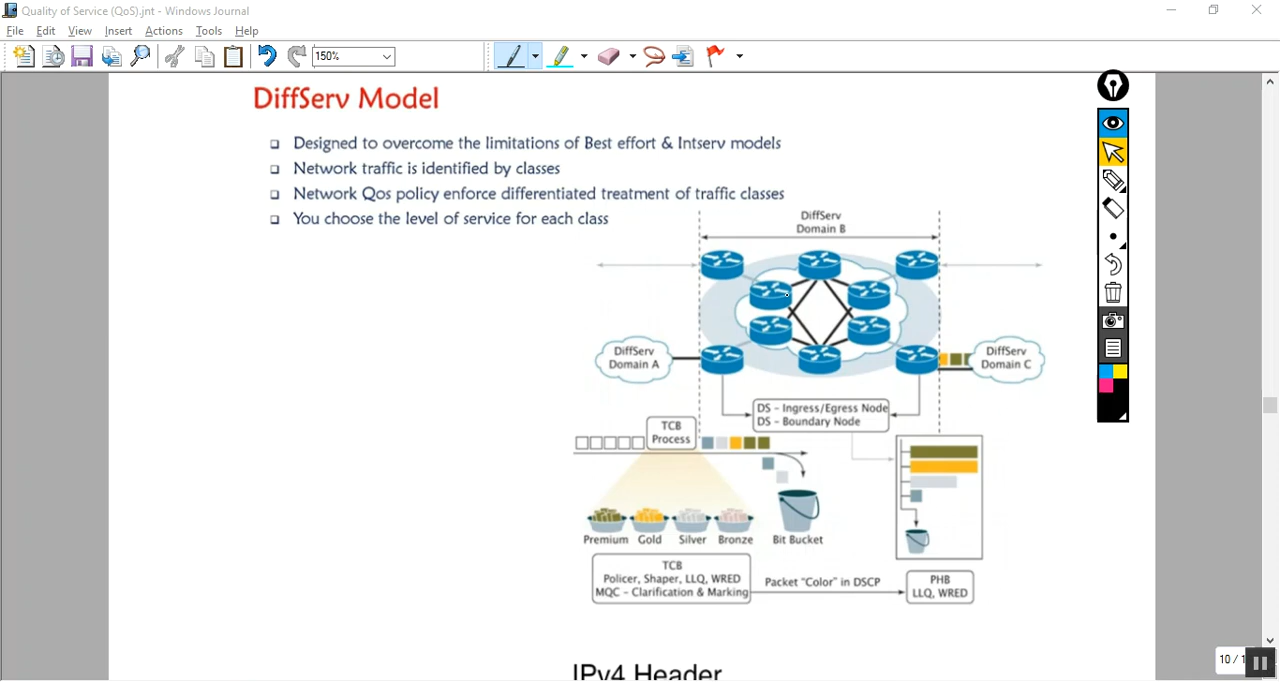 Quality of Service (QoS).jnt - Windows Journal
File Edit View Insert Actions Tools Help
150%
DiffServ Model
Designed to overcome the limitations of Best effort & Intserv models
Network traffic is identified by classes
Network Qos policy enforce differentiated treatment of traffic classes
You choose the level of service for each class
DiffServ
Domain B
DiffServ
Domain A
DiffServ
Domain C
DS - Ingress/Egress Node
DS - Boundary Node
TCB
Process
Premium Gold Silver Bronze Bit Bucket
TCB
Policer, Shaper, LLQ, WRED
MQC - Clarification & Marking
Packet "Color" in DSCP
PHB
LLQ, WRED
10 / 1
IPv4 Header